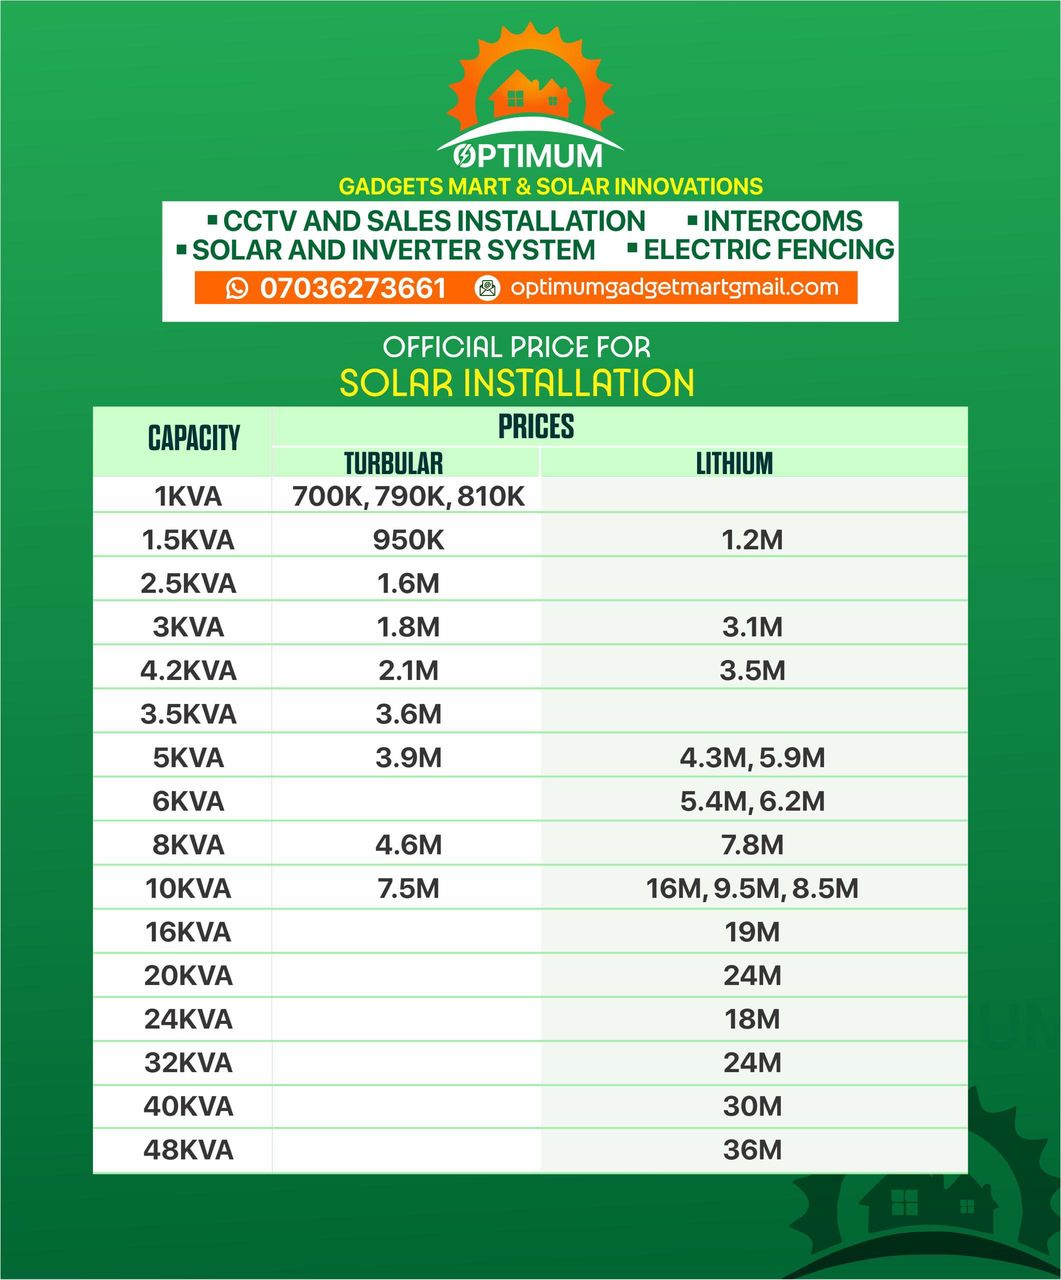 OPTIMUM
GADGETS MART & SOLAR INNOVATIONS
▪ CCTV AND SALES INSTALLATION ▪ INTERCOMS
▪ SOLAR AND INVERTER SYSTEM ▪ ELECTRIC FENCING
07036273661 optimumgadgetmartgmail.com
OFFICIAL PRICE FOR
SOLAR INSTALLATION
CAPACITY PRICES
TURBULAR LITHIUM
1KVA 700K, 790K, 810K
1.5KVA 950K 1.2M
2.5KVA 1.6M
3KVA 1.8M 3.1M
4.2KVA 2.1M 3.5M
3.5KVA 3.6M
5KVA 3.9M 4.3M, 5.9M
6KVA 5.4M, 6.2M
8KVA 4.6M 7.8M
10KVA 7.5M 16M, 9.5M, 8.5M
16KVA 19M
20KVA 24M
24KVA 18M
32KVA 24M
40KVA 30M
48KVA 36M